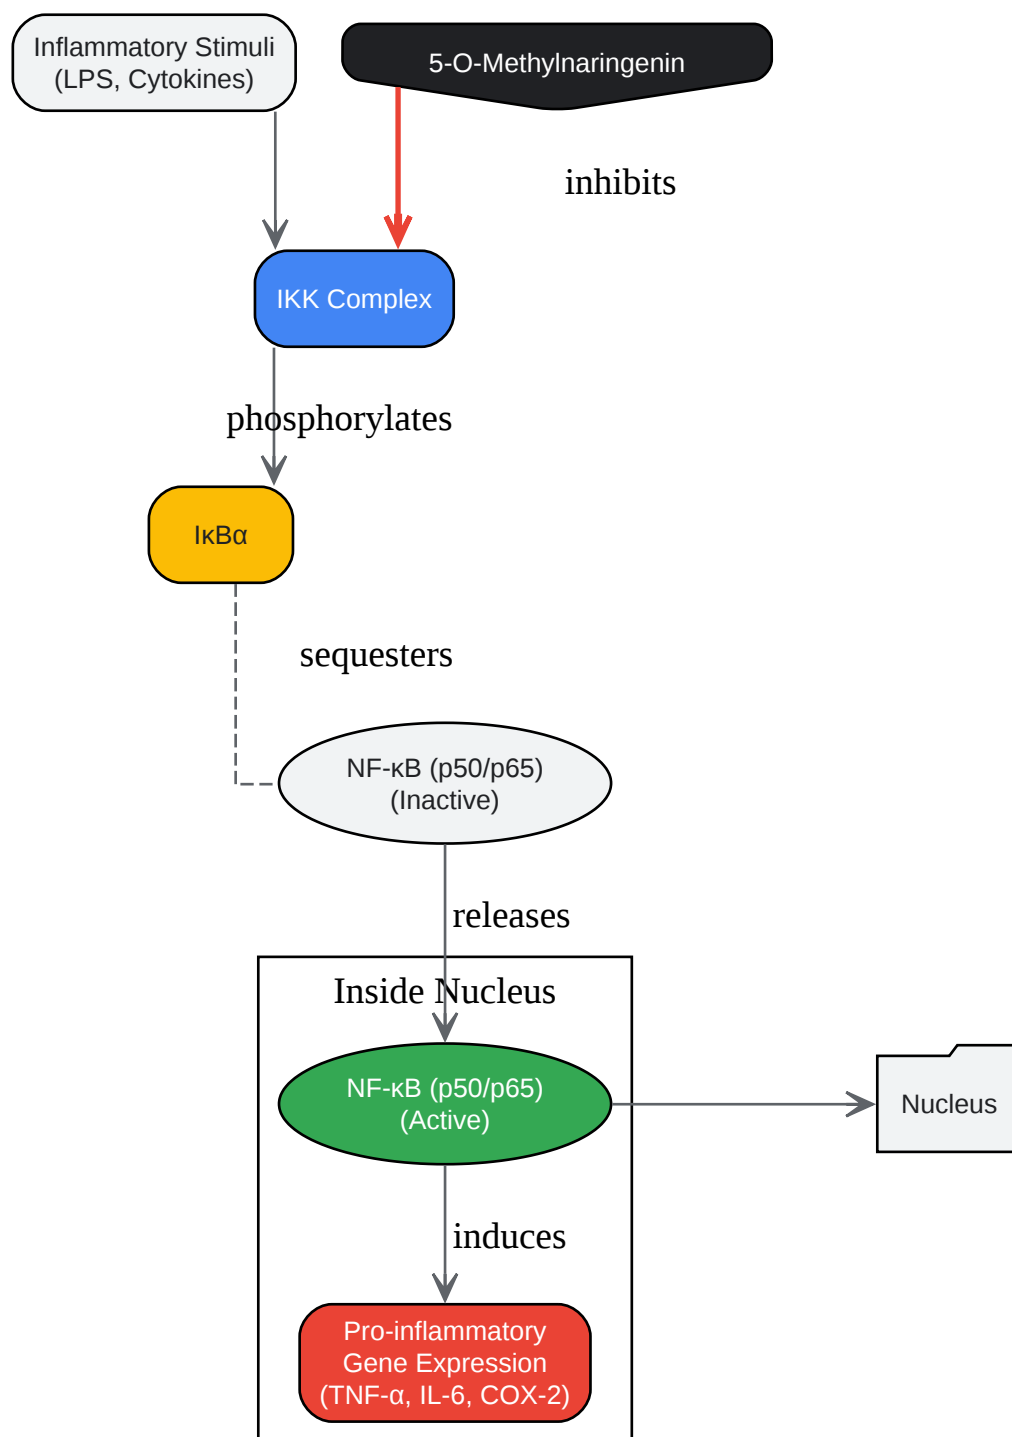 Inflammatory Stimuli
(LPS, Cytokines)
5-O-Methylnaringenin
inhibits
IKK Complex
phosphorylates
IκBα
sequesters
NF-κB (p50/p65)
(Inactive)
releases
Inside Nucleus
NF-κB (p50/p65)
(Active)
Nucleus
induces
Pro-inflammatory
Gene Expression
(TNF-α, IL-6, COX-2)